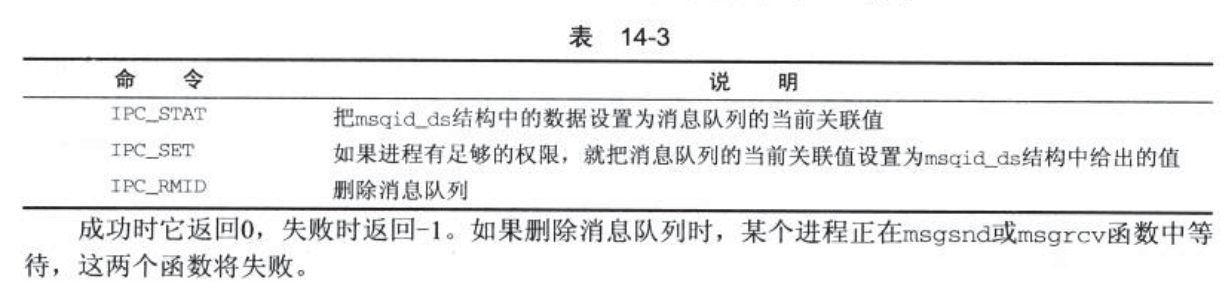 表 14-3
命 令 说 明
IPC_STAT 把msqid_ds结构中的数据设置为消息队列的当前关联值
IPC_SET 如果进程有足够的权限，就把消息队列的当前关联值设置为msqid_ds结构中给出的值
IPC_RMID 删除消息队列
成功时它返回0，失败时返回-1。如果删除消息队列时，某个进程正在msgsnd或msgrcv函数中等
待，这两个函数将失败。